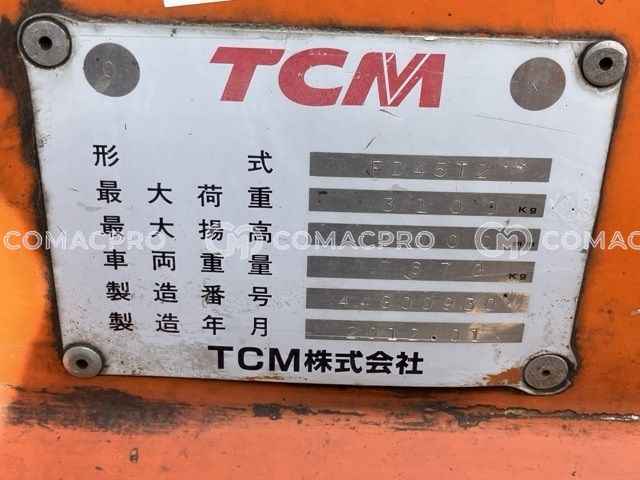 O TCM K
形式 FD45T2
最大荷重 3100 Kg
最大揚高
車両重量 Kg
製造番号
製造年月 2012.01
TCM株式会社
COMACPRO COMACPRO COMACPRO